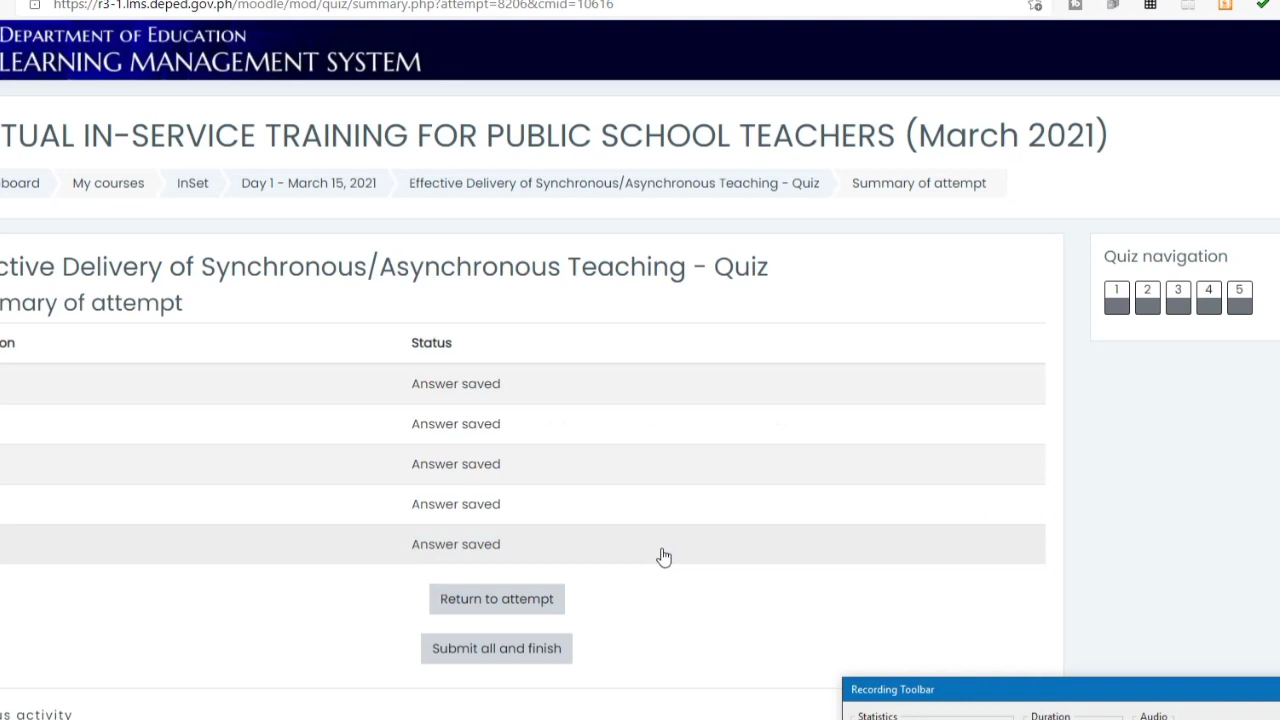 https://r3-1.lms.deped.gov.ph/moodle/mod/quiz/summary.php?attempt=8206&cmid=10616
DEPARTMENT OF EDUCATION
LEARNING MANAGEMENT SYSTEM
TUAL IN-SERVICE TRAINING FOR PUBLIC SCHOOL TEACHERS (March 2021)
board My courses InSet Day 1 - March 15, 2021 Effective Delivery of Synchronous/Asynchronous Teaching - Quiz Summary of attempt
ctive Delivery of Synchronous/Asynchronous Teaching - Quiz
mary of attempt
on Status
Answer saved
Answer saved
Answer saved
Answer saved
Answer saved
Return to attempt
Submit all and finish
us activity
Quiz navigation
1 2 3 4 5
Recording Toolbar
Statistics Duration Audio